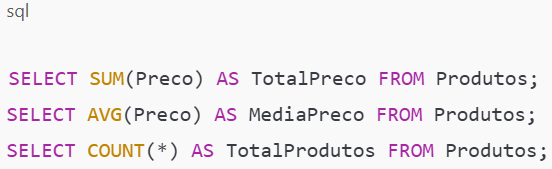 sql
SELECT SUM(Preco) AS TotalPreco FROM Produtos;
SELECT AVG(Preco) AS MediaPreco FROM Produtos;
SELECT COUNT(*) AS TotalProdutos FROM Produtos;